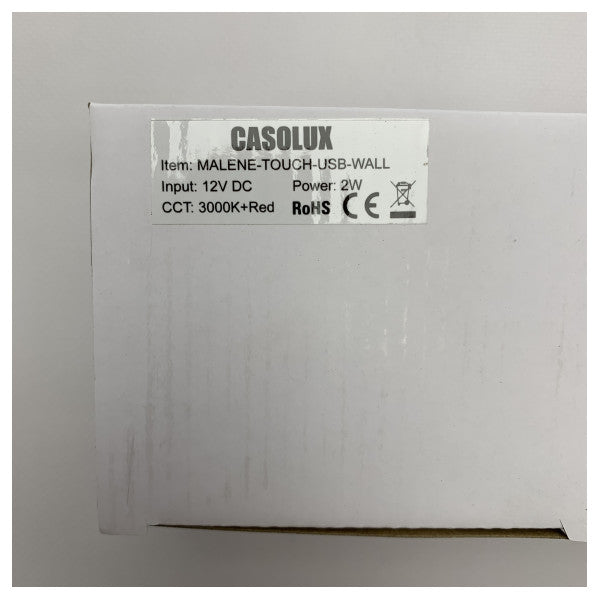 CASOLUX
Item: MALENE-TOUCH-USB-WALL
Input: 12V DC Power: 2W
CCT: 3000K+Red RoHS CE